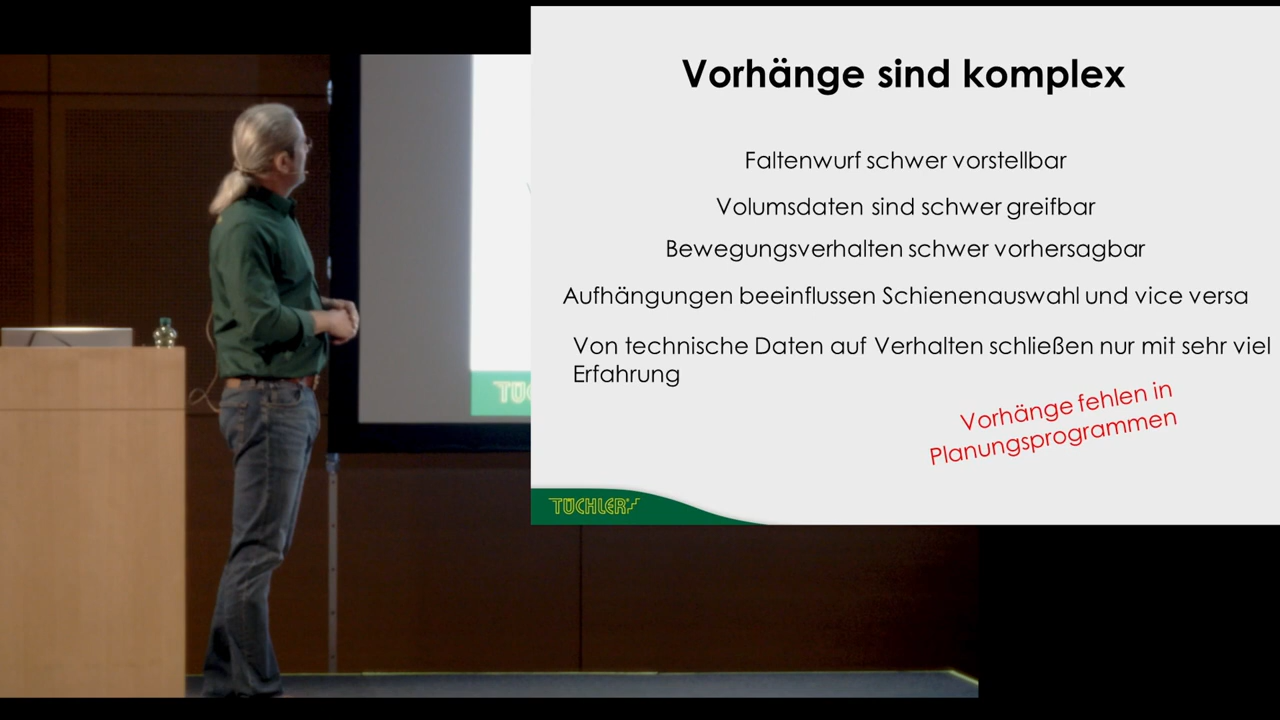 Vorhänge sind komplex
Faltenwurf schwer vorstellbar
Volumsdaten sind schwer greifbar
Bewegungsverhalten schwer vorhersagbar
Aufhängungen beeinflussen Schienenauswahl und vice versa
Von technische Daten auf Verhalten schließen nur mit sehr viel
Erfahrung
Vorhänge fehlen in
Planungsprogrammen
TÜCHLER
TÜ